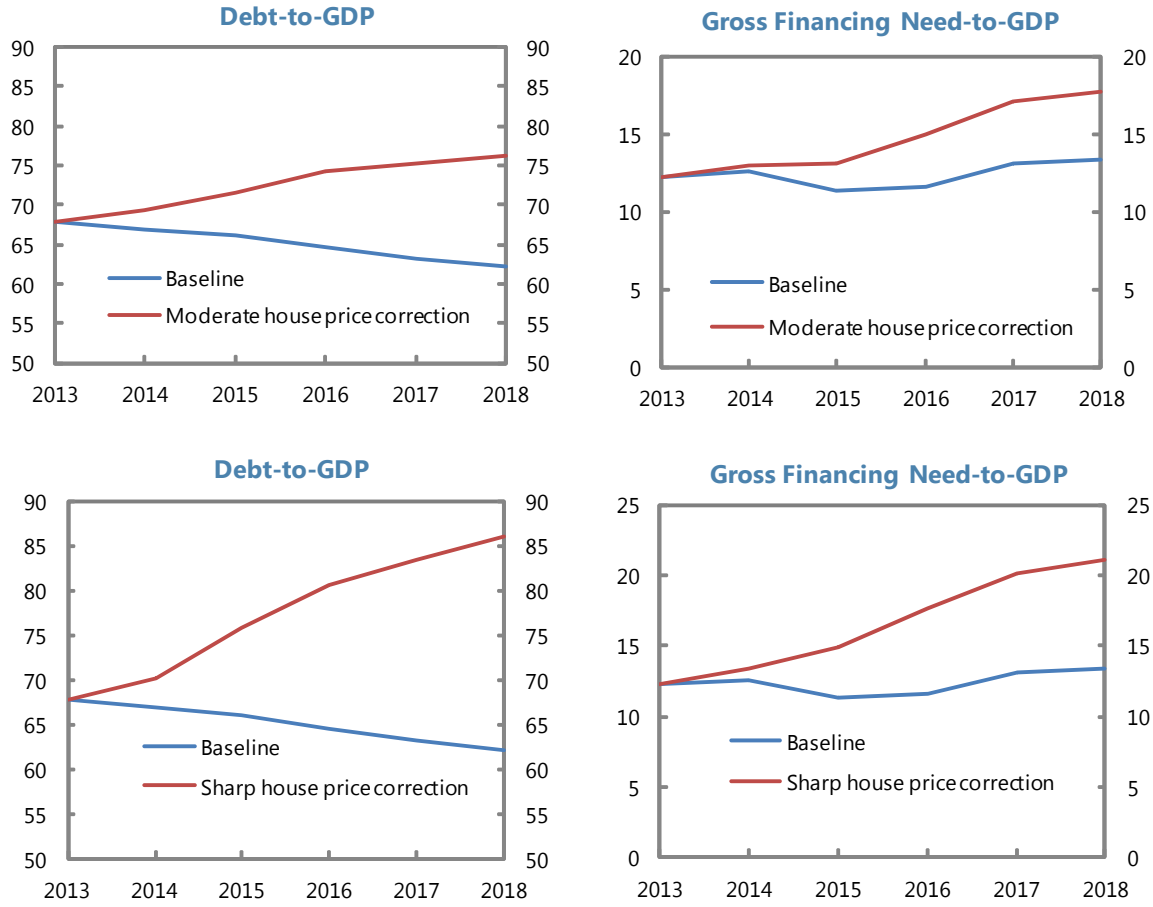 Debt-to-GDP
90 90
85 85
80 80
75 75
70 70
65 65
60 60
55 55
50 50
Baseline
Moderate house price correction
2013 2014 2015 2016 2017 2018
Gross Financing Need-to-GDP
20 20
15 15
10 10
5 5
0 0
Baseline
Moderate house price correction
2013 2014 2015 2016 2017 2018
Debt-to-GDP
90 90
85 85
80 80
75 75
70 70
65 65
60 60
55 55
50 50
Baseline
Sharp house price correction
2013 2014 2015 2016 2017 2018
Gross Financing Need-to-GDP
25 25
20 20
15 15
10 10
5 5
0 0
Baseline
Sharp house price correction
2013 2014 2015 2016 2017 2018